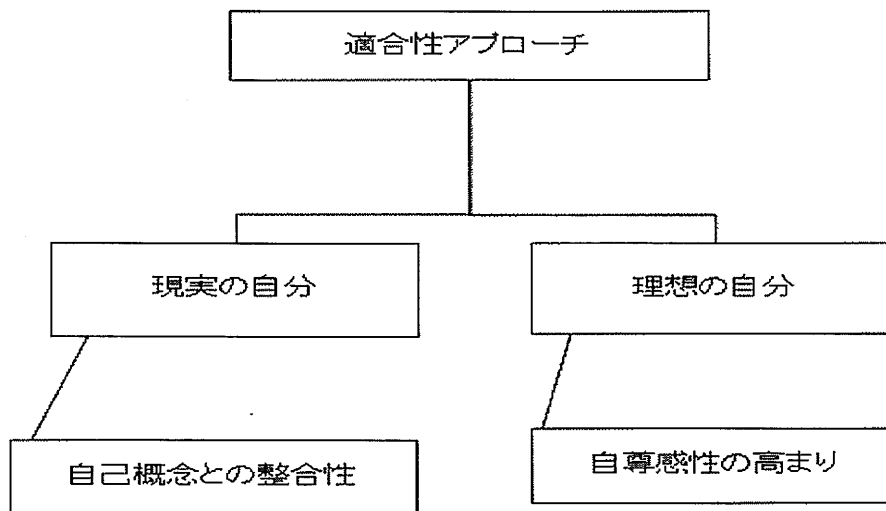 適合性アプローチ
現実の自分
理想の自分
自己概念との整合性
自尊感性の高まり